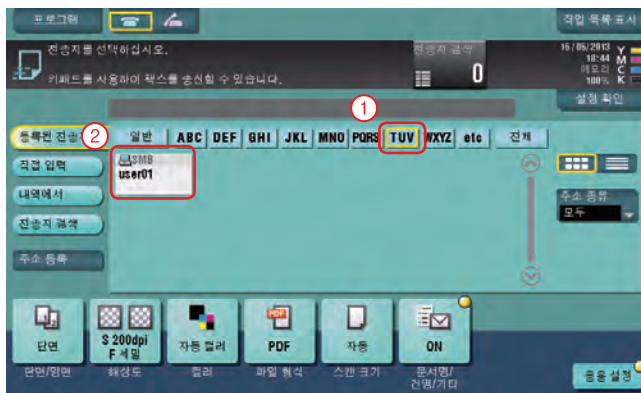 프로그램
작업 목록 표시
전송지를 선택하십시오.
키패드를 사용하여 팩스를 송신할 수 있습니다.
전송지 검색
0
15/05/2013
18:44
메모리
100%
Y
M
C
K
설정 확인
1
등록된 전송지
2
일반
ABC
DEF
GHI
JKL
MNO
PQRS
TUV
WXYZ
etc
전체
직접 입력
내역에서
전송지 검색
주소 등록
SMB
user01
주소 종류
모두
단면
S 200dpi
F 세밀
자동 컬러
PDF
PDF
자동
ON
단면/양면
해상도
컬러
파일 형식
스캔 크기
문서명/
건명/기타
응용 설정